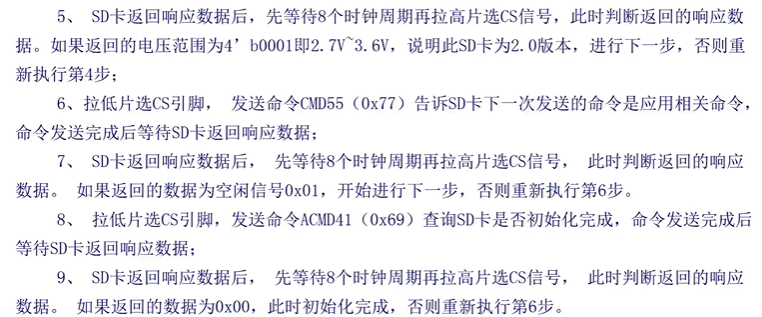 5、 SD卡返回响应数据后，先等待8个时钟周期再拉高片选CS信号，此时判断返回的响应数
据。如果返回的电压范围为4’b0001即2.7V~3.6V，说明此SD卡为2.0版本，进行下一步，否则重
新执行第4步；
6、拉低片选CS引脚， 发送命令CMD55（0x77）告诉SD卡下一次发送的命令是应用相关命令，
命令发送完成后等待SD卡返回响应数据；
7、 SD卡返回响应数据后， 先等待8个时钟周期再拉高片选CS信号， 此时判断返回的响应
数据。 如果返回的数据为空闲信号0x01，开始进行下一步，否则重新执行第6步。
8、 拉低片选CS引脚，发送命令ACMD41（0x69）查询SD卡是否初始化完成，命令发送完成后
等待SD卡返回响应数据；
9、 SD卡返回响应数据后， 先等待8个时钟周期再拉高片选CS信号， 此时判断返回的响应
数据。 如果返回的数据为0x00，此时初始化完成，否则重新执行第6步。